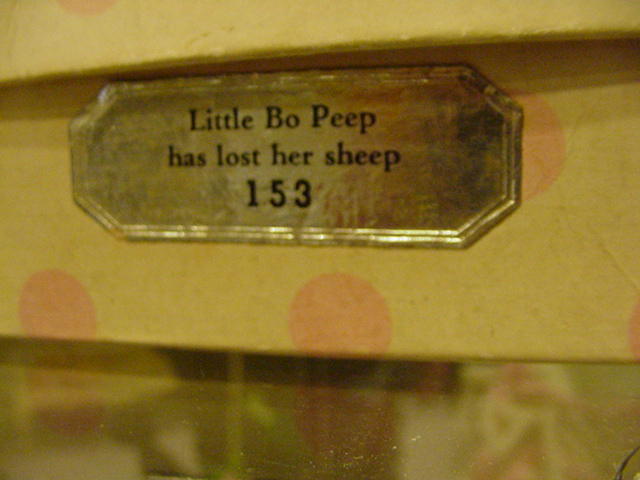 Little Bo Peep
has lost her sheep
153